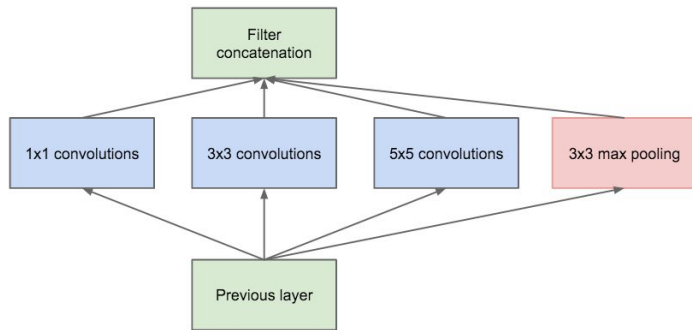 Filter
concatenation
1x1 convolutions
3x3 convolutions
5x5 convolutions
3x3 max pooling
Previous layer